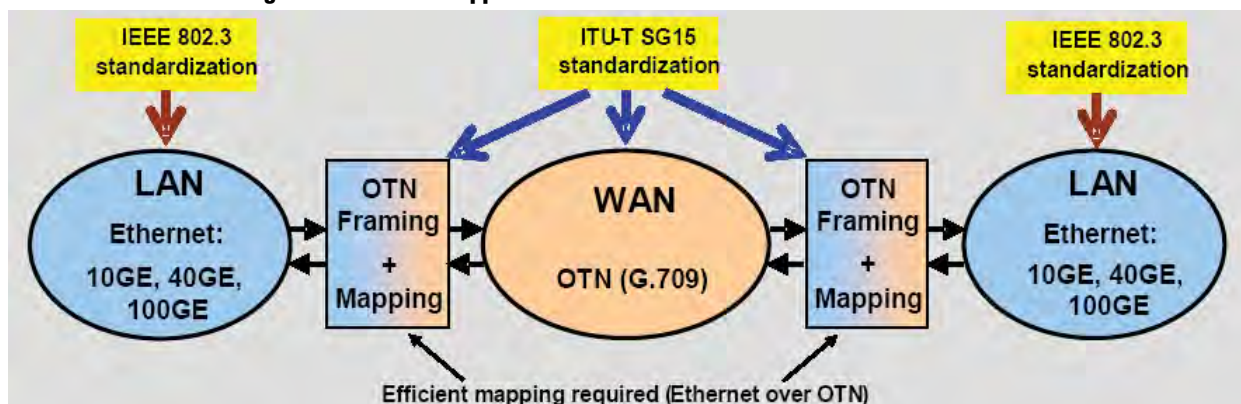 IEEE 802.3
standardization
ITU-T SG15
standardization
IEEE 802.3
standardization
LAN
Ethernet:
10GE, 40GE,
100GE
OTN
Framing
+
Mapping
WAN
OTN (G.709)
OTN
Framing
+
Mapping
LAN
Ethernet:
10GE, 40GE,
100GE
Efficient mapping required (Ethernet over OTN)